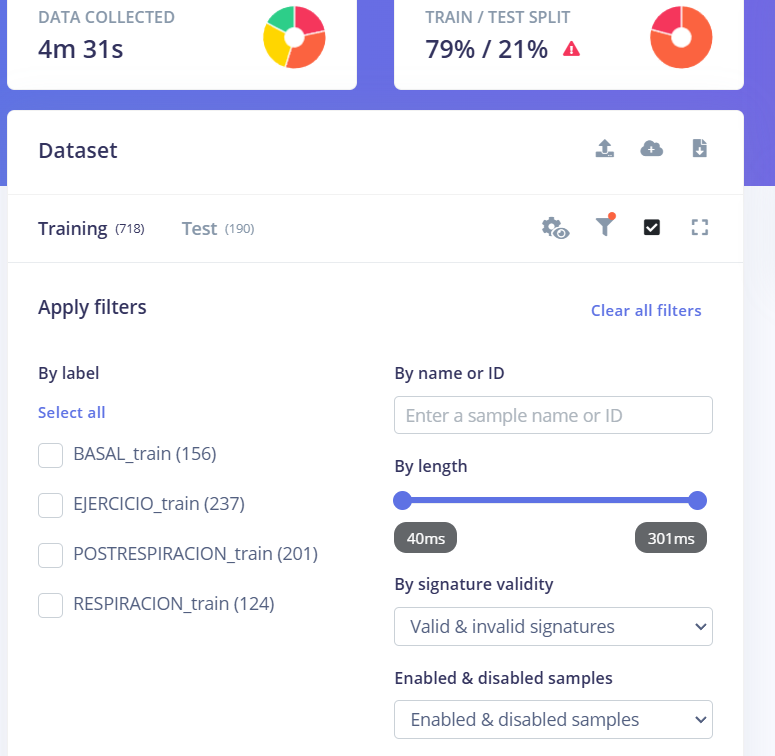 DATA COLLECTED
4m 31s
TRAIN / TEST SPLIT
79% / 21%
Dataset
Training (718)
Test (190)
Apply filters
Clear all filters
By label
Select all
BASAL_train (156)
EJERCICIO_train (237)
POSTRESPIRACION_train (201)
RESPIRACION_train (124)
By name or ID
Enter a sample name or ID
By length
40ms
301ms
By signature validity
Valid & invalid signatures
Enabled & disabled samples
Enabled & disabled samples